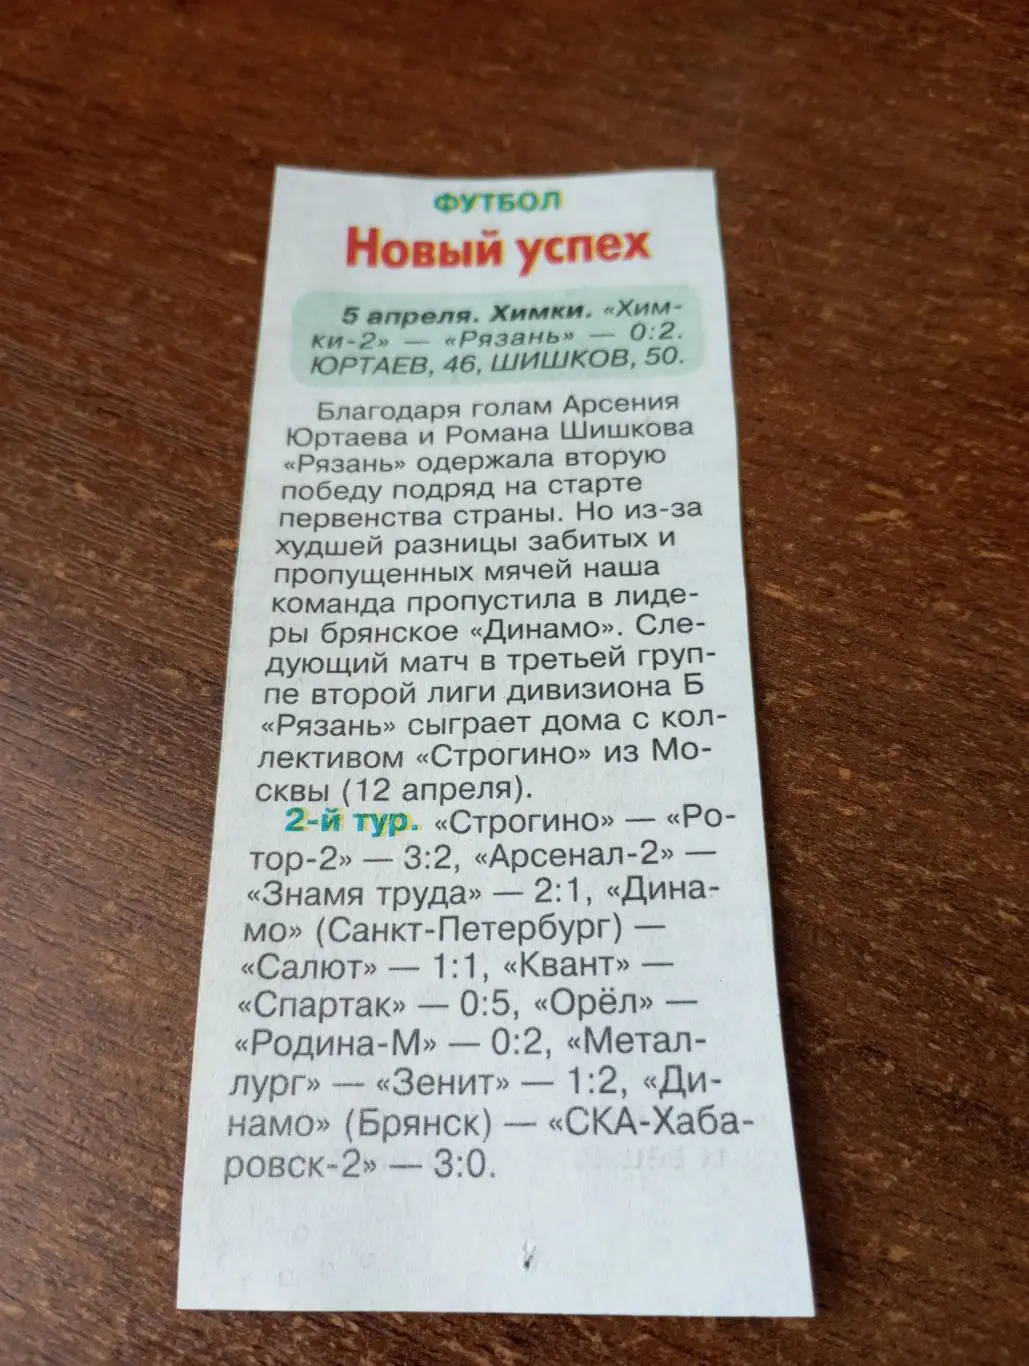 ФУТБОЛ
Новый успех
5 апреля. Химки. «Хим-
ки-2» — «Рязань» — 0:2.
ЮРТАЕВ, 46, ШИШКОВ, 50.
Благодаря голам Арсения
Юртаева и Романа Шишкова
«Рязань» одержала вторую
победу подряд на старте
первенства страны. Но из-за
худшей разницы забитых и
пропущенных мячей наша
команда пропустила в лиде-
ры брянское «Динамо». Сле-
дующий матч в третьей груп-
пе второй лиги дивизиона Б
«Рязань» сыграет дома с кол-
лективом «Строгино» из Мо-
сквы (12 апреля).
2-й тур. «Строгино» — «Ро-
тор-2» — 3:2, «Арсенал-2» —
«Знамя труда» — 2:1, «Дина-
мо» (Санкт-Петербург) —
«Салют» — 1:1, «Квант» —
«Спартак» — 0:5, «Орёл» —
«Родина-М» — 0:2, «Метал-
лург» — «Зенит» — 1:2, «Ди-
намо» (Брянск) — «СКА-Хаба-
ровск-2» — 3:0.